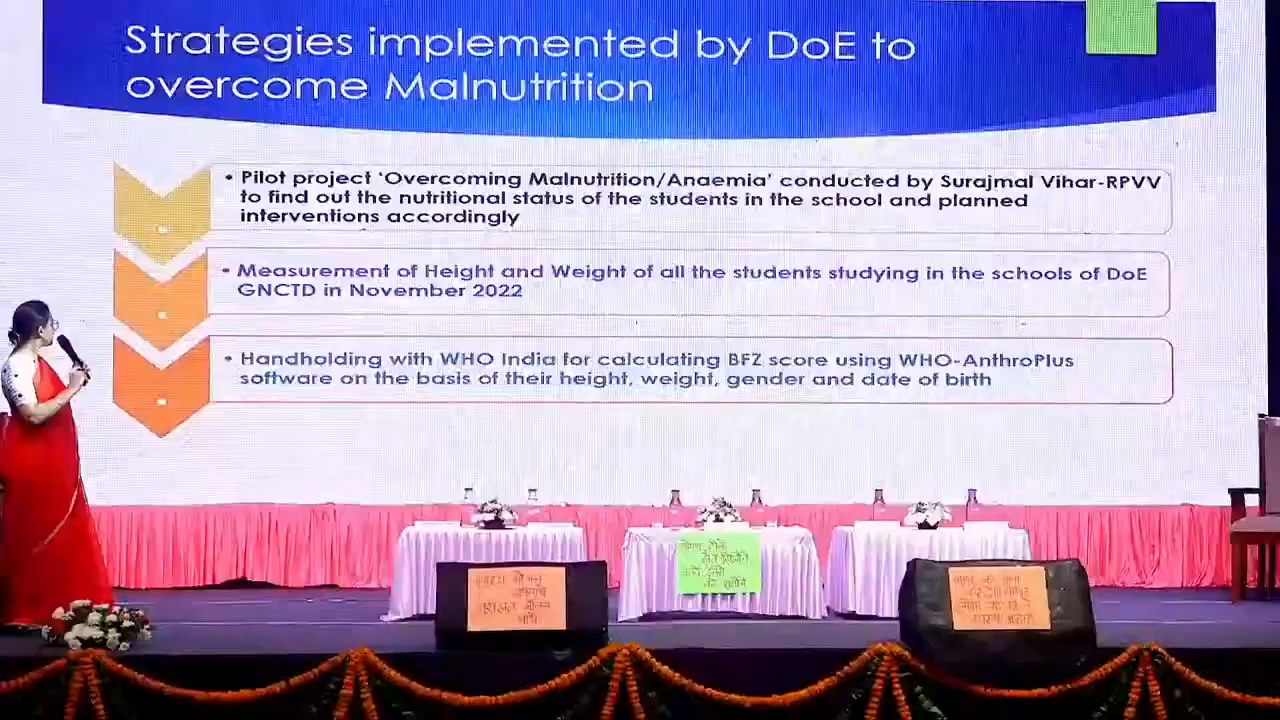 Strategies implemented by DoE to
overcome Malnutrition
• Pilot project ‘Overcoming Malnutrition/Anaemia’ conducted by Surajmal Vihar-RPVV
to find out the nutritional status of the students in the school and planned
interventions accordingly
• Measurement of Height and Weight of all the students studying in the schools of DoE
GNCTD in November 2022
• Handholding with WHO India for calculating BFZ score using WHO-AnthroPlus
software on the basis of their height, weight, gender and date of birth